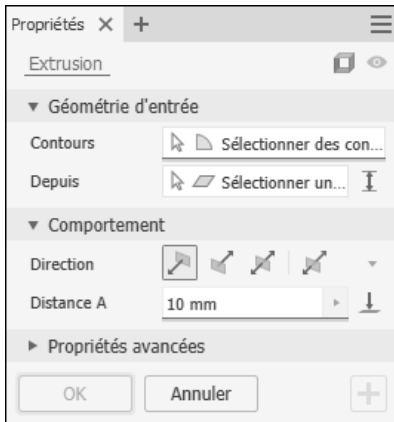 Propriétés
Extrusion
Géométrie d'entrée
Contours Sélectionner des con...
Depuis Sélectionner un...
Comportement
Direction
Distance A 10 mm
Propriétés avancées
OK Annuler